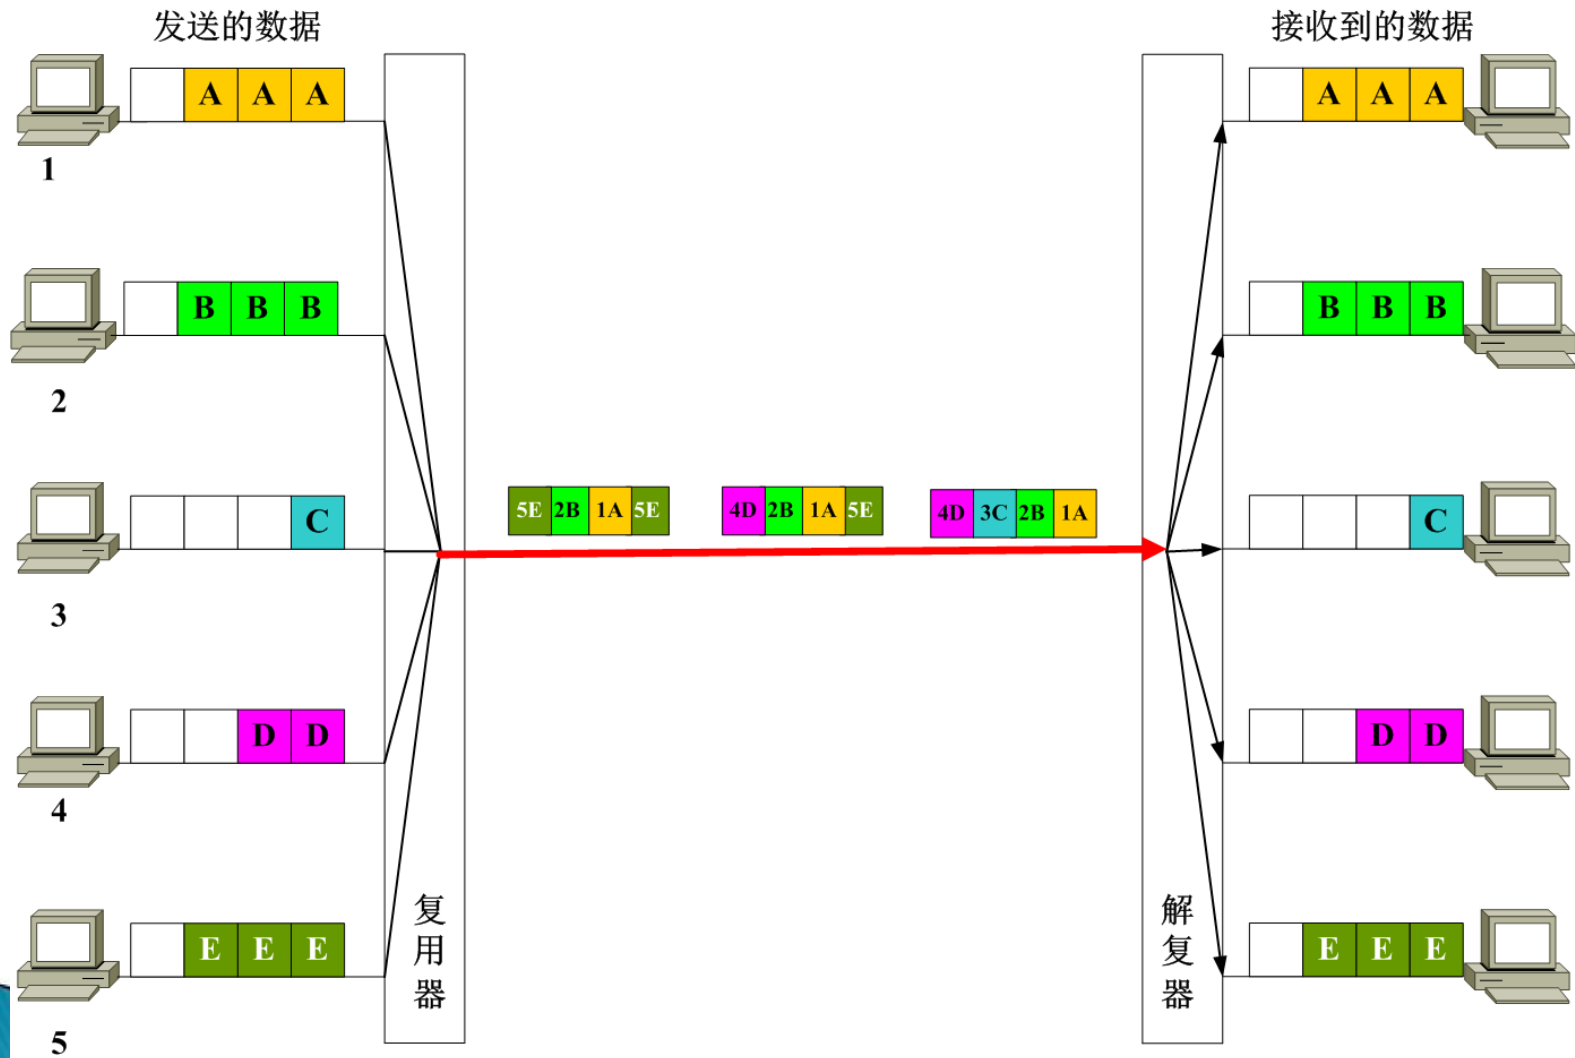 发送的数据
接收到的数据
A A A
A A A
1
B B B
B B B
2
5E 2B 1A 5E
4D 2B 1A 5E
4D 3C 2B 1A
C
C
3
D D
D D
4
复用器
解复器
E E E
E E E
5